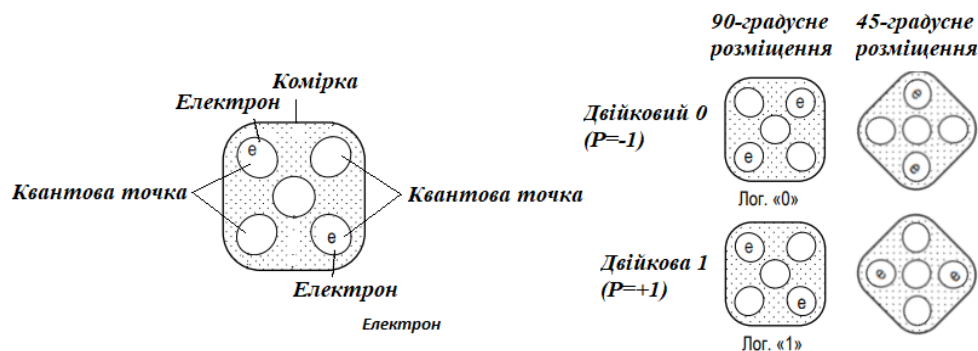 Комірка
Електрон
e
Квантова точка
Квантова точка
e
Електрон
Електрон
90-градусне
розміщення
45-градусне
розміщення
Двійковий 0
(P=-1)
e
e
e
e
Лог. «0»
Двійкова 1
(P=+1)
e
e
e
e
Лог. «1»